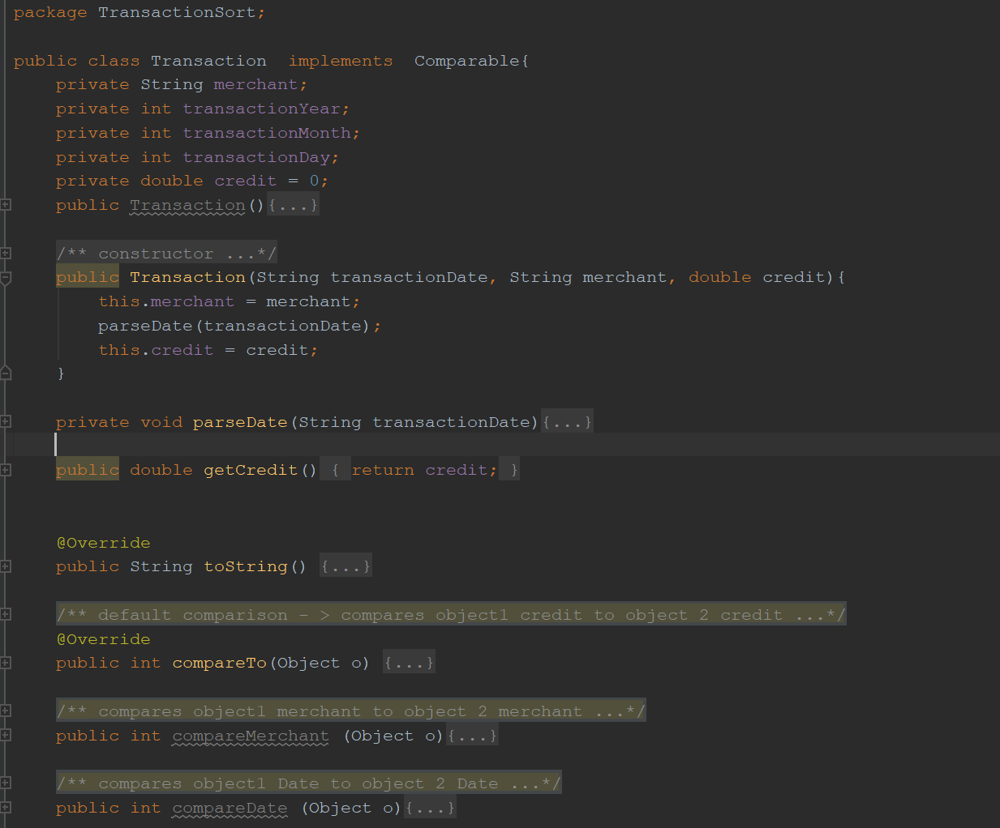 package TransactionSort;
public class Transaction  implements  Comparable{
private String merchant;
private int transactionYear;
private int transactionMonth;
private int transactionDay;
private double credit = 0;
public Transaction(){...}
/** constructor ...*/
public Transaction(String transactionDate, String merchant, double credit){
this.merchant = merchant;
parseDate(transactionDate);
this.credit = credit;
}
private void parseDate(String transactionDate){...}
public double getCredit() { return credit; }
@Override
public String toString() {...}
/** default comparison - > compares object1 credit to object 2 credit ...*/
@Override
public int compareTo(Object o) {...}
/** compares object1 merchant to object 2 merchant ...*/
public int compareMerchant (Object o){...}
/** compares object1 Date to object 2 Date ...*/
public int compareDate (Object o){...}